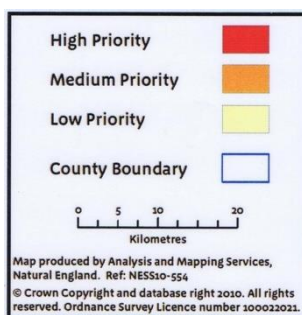 High Priority
Medium Priority
Low Priority
County Boundary
0 5 10 20
Kilometres
Map produced by Analysis and Mapping Services,
Natural England. Ref: NESS10-554
© Crown Copyright and database right 2010. All rights
reserved. Ordnance Survey Licence number 100022021.